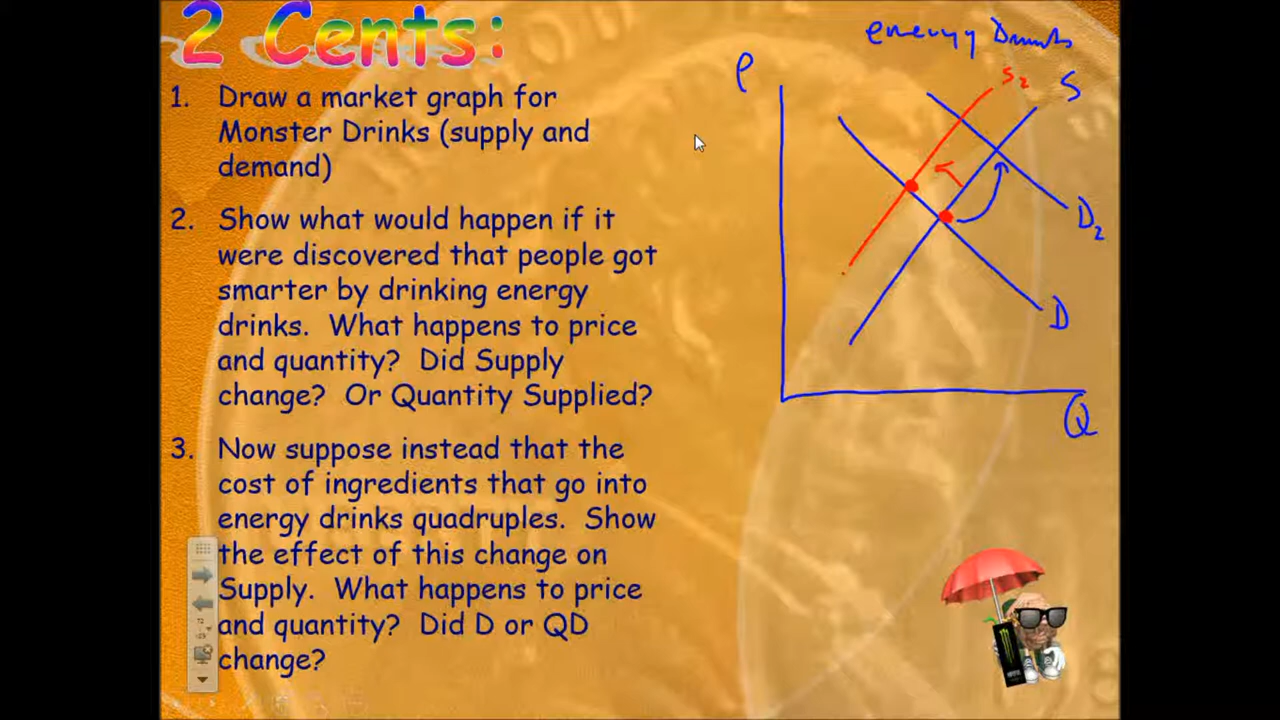 2 Cents:
1. Draw a market graph for
Monster Drinks (supply and
demand)
2. Show what would happen if it
were discovered that people got
smarter by drinking energy
drinks. What happens to price
and quantity? Did Supply
change? Or Quantity Supplied?
3. Now suppose instead that the
cost of ingredients that go into
energy drinks quadruples. Show
the effect of this change on
Supply. What happens to price
and quantity? Did D or QD
change?
energy Drinks
P
S2
S
D2
D
Q